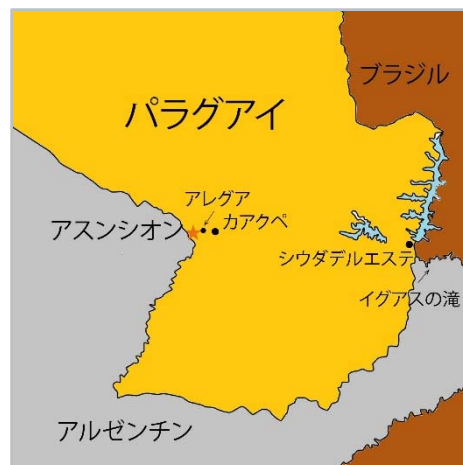 ブラジル
パラグアイ
アレグア
アスンシオン
カアクペ
シウダデルエステ
イグアスの滝
アルゼンチン